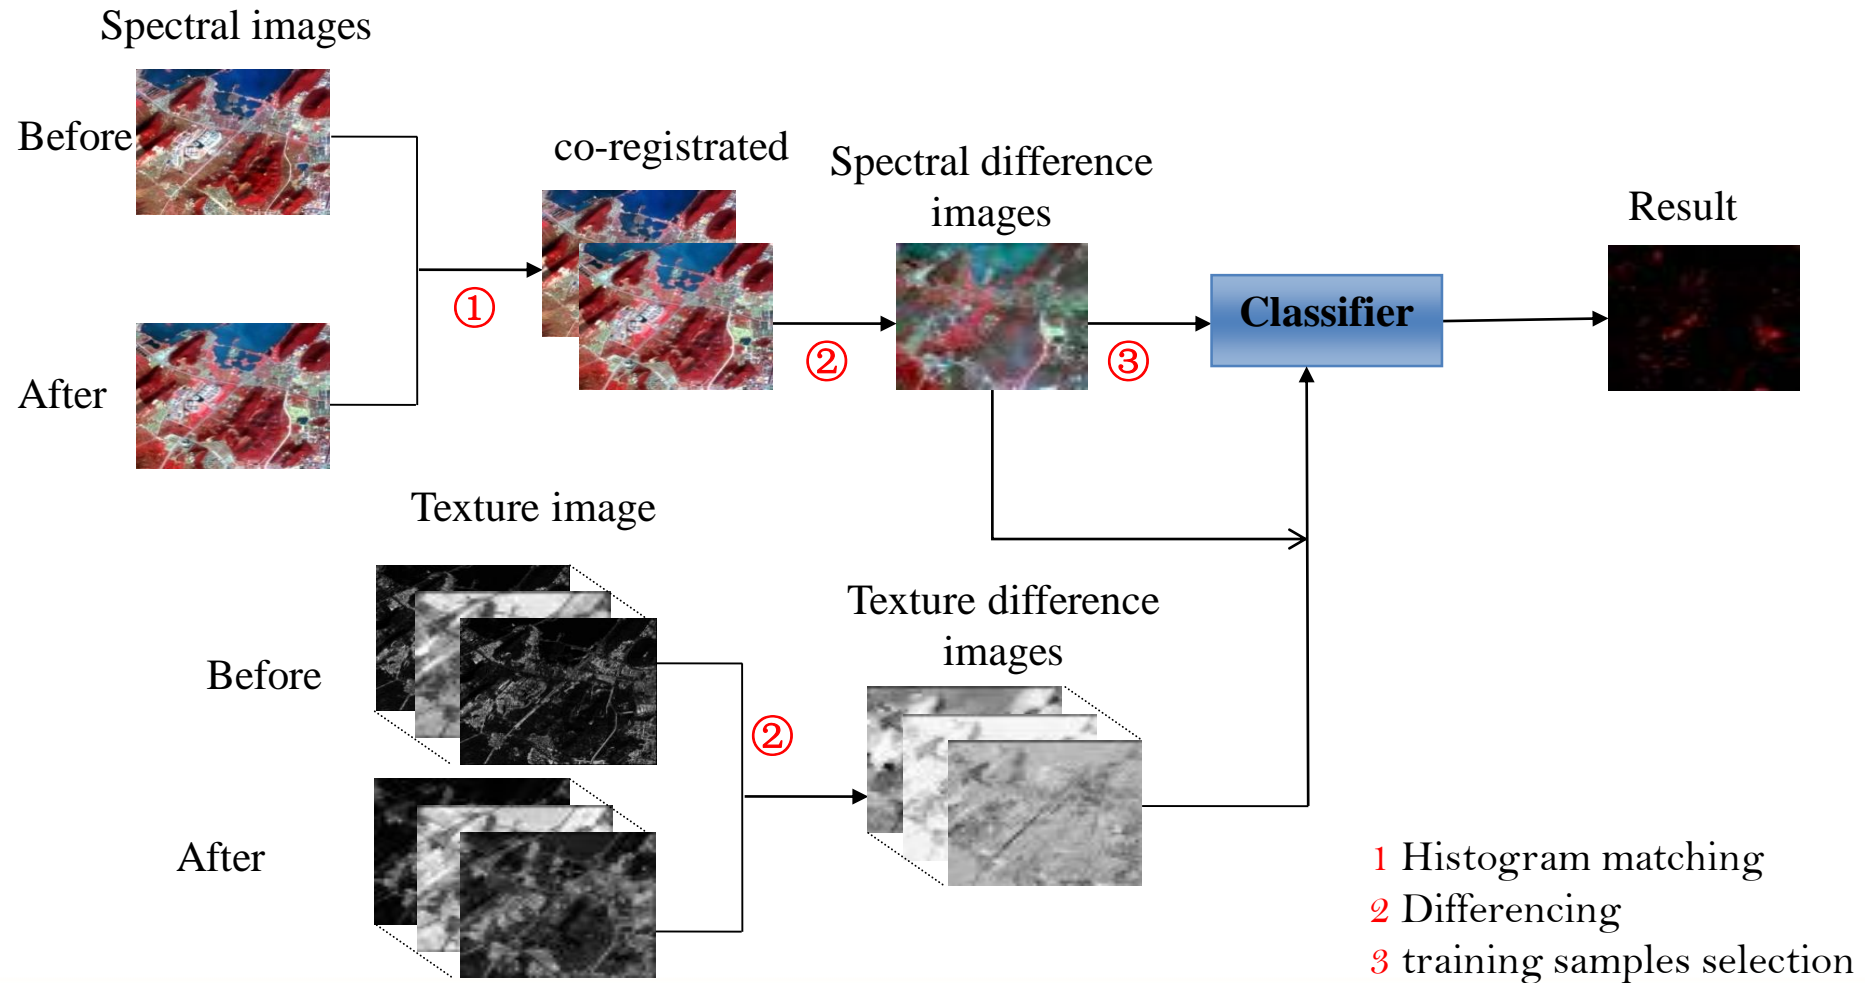 Spectral images
Before
co-registrated
Spectral difference
images
Result
①
Classifier
②
③
After
Texture image
Texture difference
images
Before
②
After
1 Histogram matching
2 Differencing
3 training samples selection